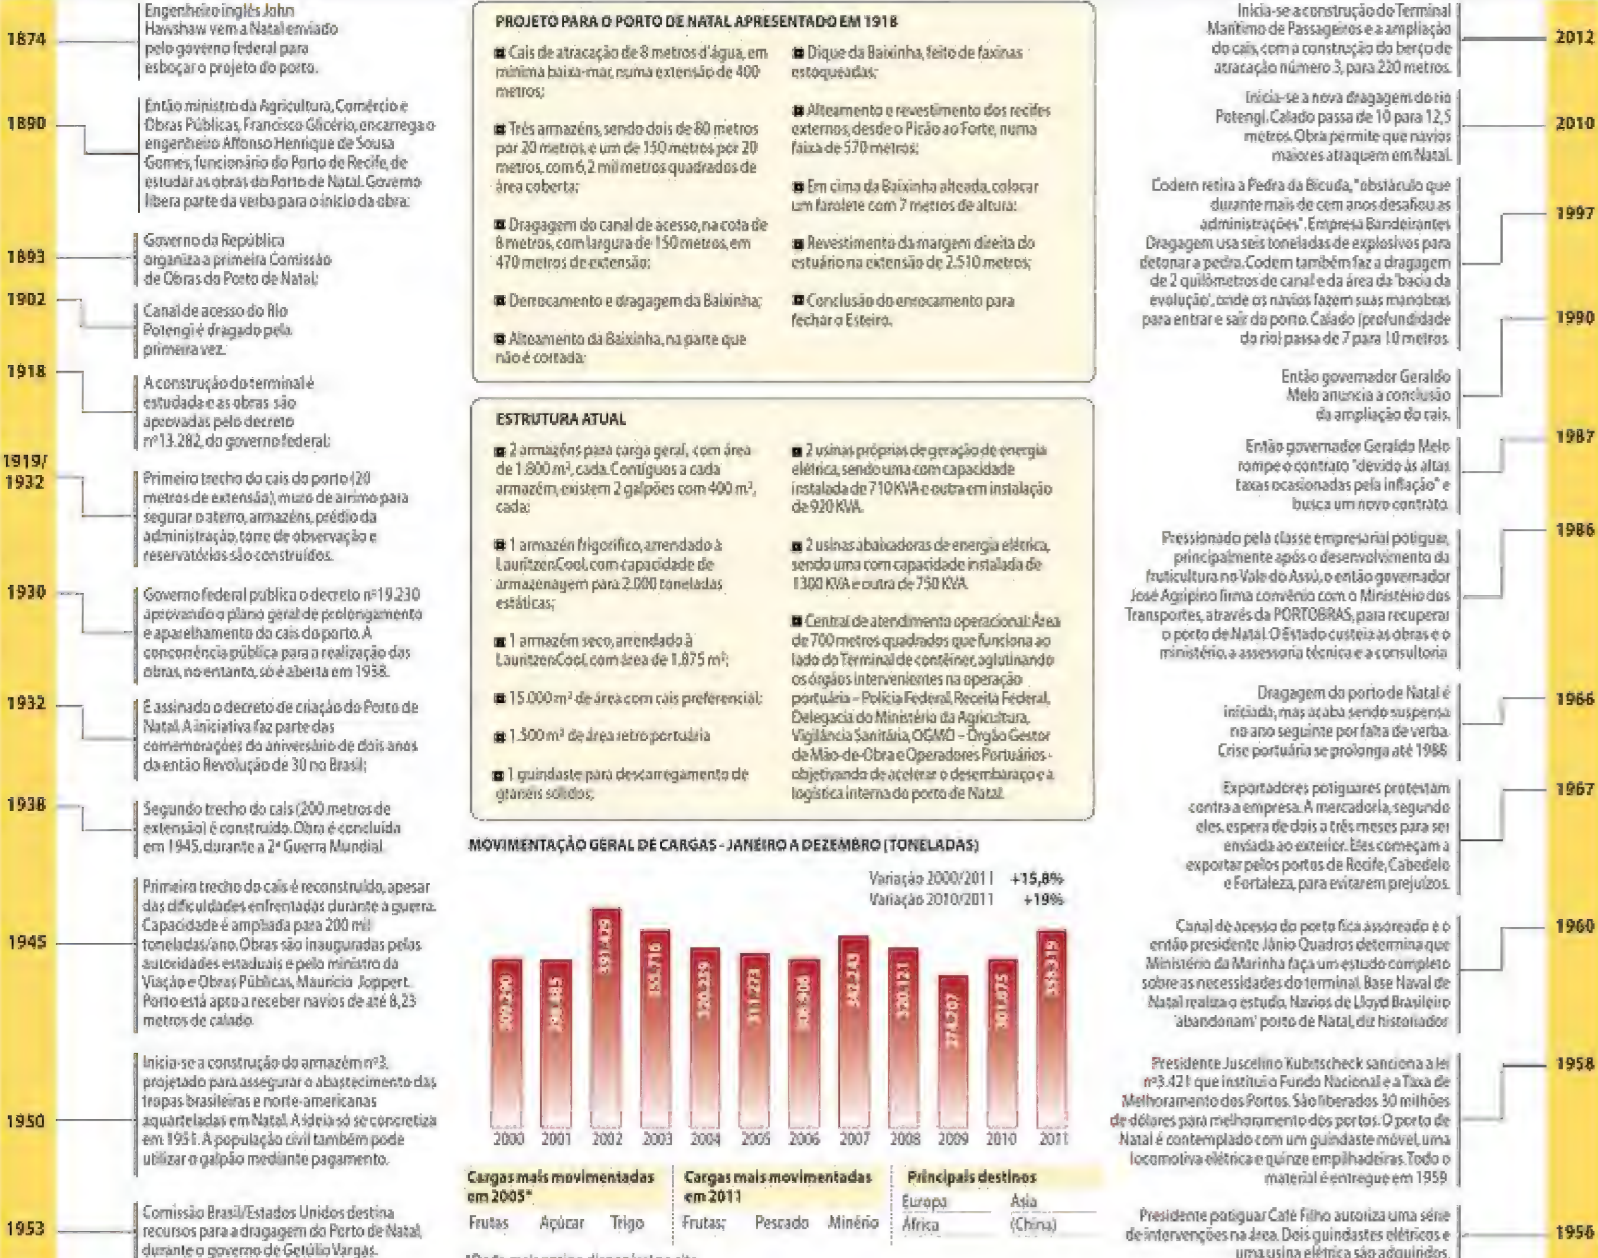 1874
Engenheiro inglês John
Hawshaw vem a Natal enviado
pelo governo federal para
esboçar o projeto do porto.
1890
Então ministro da Agricultura, Comércio e
Obras Públicas, Francisco Glicério, encarrega o
engenheiro Affonso Henrique de Sousa
Gomes, funcionário do Porto de Recife, de
estudar as obras do Porto de Natal. Governo
libera parte da verba para o início da obra;
1893
Governo da República
organiza a primeira Comissão
de Obras do Porto de Natal;
1902
Canal de acesso do Rio
Potengi é dragado pela
primeira vez.
1918
A construção do terminal é
estudada e as obras são
aprovadas pelo decreto
nº 13.282, do governo federal;
1919/
1932
Primeiro trecho do cais do porto (20
metros de extensão), muro de arrimo para
segurar o aterro, armazéns, prédio da
administração, torre de observação e
reservatórios são construídos.
1930
Governo federal publica o decreto nº 19.230
aprovando o plano geral de prolongamento
e aparelhamento do cais do porto. A
concorrência pública para a realização das
obras, no entanto, só é aberta em 1938.
1932
É assinado o decreto de criação do Porto de
Natal. A iniciativa faz parte das
comemorações do aniversário de dois anos
da então Revolução de 30 no Brasil;
1938
Segundo trecho do cais (200 metros de
extensão) é construído. Obra é concluída
em 1945, durante a 2ª Guerra Mundial
1945
Primeiro trecho do cais é reconstruído, apesar
das dificuldades enfrentadas durante a guerra.
Capacidade é ampliada para 200 mil
toneladas/ano. Obras são inauguradas pelas
autoridades estaduais e pelo ministro da
Viação e Obras Públicas, Maurício Joppert.
Porto está apto a receber navios de até 8,23
metros de calado.
1950
Inicia-se a construção do armazém nº 3,
projetado para assegurar o abastecimento das
tropas brasileiras e norte-americanas
aquarteladas em Natal. A ideia só se concretiza
em 1951. A população civil também pode
utilizar o galpão mediante pagamento.
1953
Comissão Brasil/Estados Unidos destina
recursos para a dragagem do Porto de Natal,
durante o governo de Getúlio Vargas.
PROJETO PARA O PORTO DE NATAL APRESENTADO EM 1918
Cais de atracação de 8 metros d'água, em
mínima baixa-mar, numa extensão de 400
metros;
Três armazéns, sendo dois de 80 metros
por 20 metros, e um de 150 metros por 20
metros, com 6,2 mil metros quadrados de
área coberta;
Dragagem do canal de acesso, na cota de
8 metros, com largura de 150 metros, em
470 metros de extensão;
Derrocamento e dragagem da Baixinha;
Alteamento da Baixinha, na parte que
não é cortada;
Dique da Baixinha, feito de faxinas
estoqueadas;
Alteamento e revestimento dos recifes
externos, desde o Picão ao Forte, numa
faixa de 570 metros;
Em cima da Baixinha alteada, colocar
um farolete com 7 metros de altura;
Revestimento da margem direita do
estuário na extensão de 2.510 metros;
Conclusão do enrocamento para
fechar o Esteiro.
ESTRUTURA ATUAL
2 armazéns para carga geral, com área
de 1.800 m², cada. Contíguos a cada
armazém, existem 2 galpões com 400 m²,
cada;
1 armazén frigorífico, arrendado à
LauritzenCool, com capacidade de
armazenagem para 2.000 toneladas
estáticas;
1 armazém seco, arrendado à
LauritzenCool, com área de 1.875 m²;
15.000 m² de área com cais preferencial;
1.500 m² de área retro portuária
1 guindaste para descarregamento de
granéis sólidos;
2 usinas próprias de geração de energia
elétrica, sendo uma com capacidade
instalada de 710 KVA e outra em instalação
de 920 KVA.
2 usinas abaixadoras de energia elétrica,
sendo uma com capacidade instalada de
1300 KVA e outra de 750 KVA
Central de atendimento operacional: Área
de 700 metros quadrados que funciona ao
lado do Terminal de contêiner, aglutinando
os órgãos intervenientes na operação
portuária - Polícia Federal, Receita Federal,
Delegacia do Ministério da Agricultura,
Vigilância Sanitária, OGMO - Órgão Gestor
de Mão-de-Obra e Operadores Portuários -
objetivando de acelerar o desembaraço e a
logística interna do porto de Natal.
MOVIMENTAÇÃO GERAL DE CARGAS - JANEIRO A DEZEMBRO (TONELADAS)
Variação 2000/2011 +15,8%
Variação 2010/2011 +19%
309.290
298.485
391.429
353.716
320.239
311.273
306.906
342.243
320.121
274.207
301.075
358.319
2000 2001 2002 2003 2004 2005 2006 2007 2008 2009 2010 2011
Cargas mais movimentadas
em 2005*
Frutas Açúcar Trigo
Cargas mais movimentadas
em 2011
Frutas; Pescado Minério
Principais destinos
Europa Ásia
África (China)
2012
Inicia-se a construção do Terminal
Marítimo de Passageiros e a ampliação
do cais, com a construção do berço de
atracação número 3, para 220 metros.
2010
Inicia-se a nova dragagem do rio
Potengi. Calado passa de 10 para 12,5
metros. Obra permite que navios
maiores atraquem em Natal.
1997
Codern retira a Pedra da Bicuda, "obstáculo que
durante mais de cem anos desafiou as
administrações". Empresa Bandeirantes
Dragagem usa seis toneladas de explosivos para
detonar a pedra. Codern também faz a dragagem
de 2 quilômetros de canal e da área da 'bacia da
evolução', onde os navios fazem suas manobras
para entrar e sair do porto. Calado (profundidade
do rio) passa de 7 para 10 metros.
1990
Então governador Geraldo
Melo anuncia a conclusão
da ampliação do cais.
1987
Então governador Geraldo Melo
rompe o contrato "devido às altas
taxas ocasionadas pela inflação" e
busca um novo contrato.
1986
Pressionado pela classe empresarial potiguar,
principalmente após o desenvolvimento da
fruticultura no Vale do Assú, o então governador
José Agripino firma convênio com o Ministério dos
Transportes, através da PORTOBRAS, para recuperar
o porto de Natal. O Estado custeia as obras e o
ministério, a assessoria técnica e a consultoria
1966
Dragagem do porto de Natal é
iniciada, mas acaba sendo suspensa
no ano seguinte por falta de verba.
Crise portuária se prolonga até 1988
1967
Exportadores potiguares protestam
contra a empresa. A mercadoria, segundo
eles, espera de dois a três meses para ser
enviada ao exterior. Eles começam a
exportar pelos portos de Recife, Cabedelo
e Fortaleza, para evitarem prejuízos.
1960
Canal de acesso do porto fica assoreado e o
então presidente Jânio Quadros determina que
Ministério da Marinha faça um estudo completo
sobre as necessidades do terminal. Base Naval de
Natal realiza o estudo. Navios de Lloyd Brasileiro
'abandonam' porto de Natal, diz historiador
1958
Presidente Juscelino Kubitscheck sanciona a lei
nº 3.421 que institui o Fundo Nacional e a Taxa de
Melhoramento dos Portos. São liberados 30 milhões
de dólares para melhoramento dos portos. O porto de
Natal é contemplado com um guindaste móvel, uma
locomotiva elétrica e quinze empilhadeiras. Todo o
material é entregue em 1959
1956
Presidente potiguar Café Filho autoriza uma série
de intervenções na área. Dois guindastes elétricos e
uma usina elétrica são adquiridos.